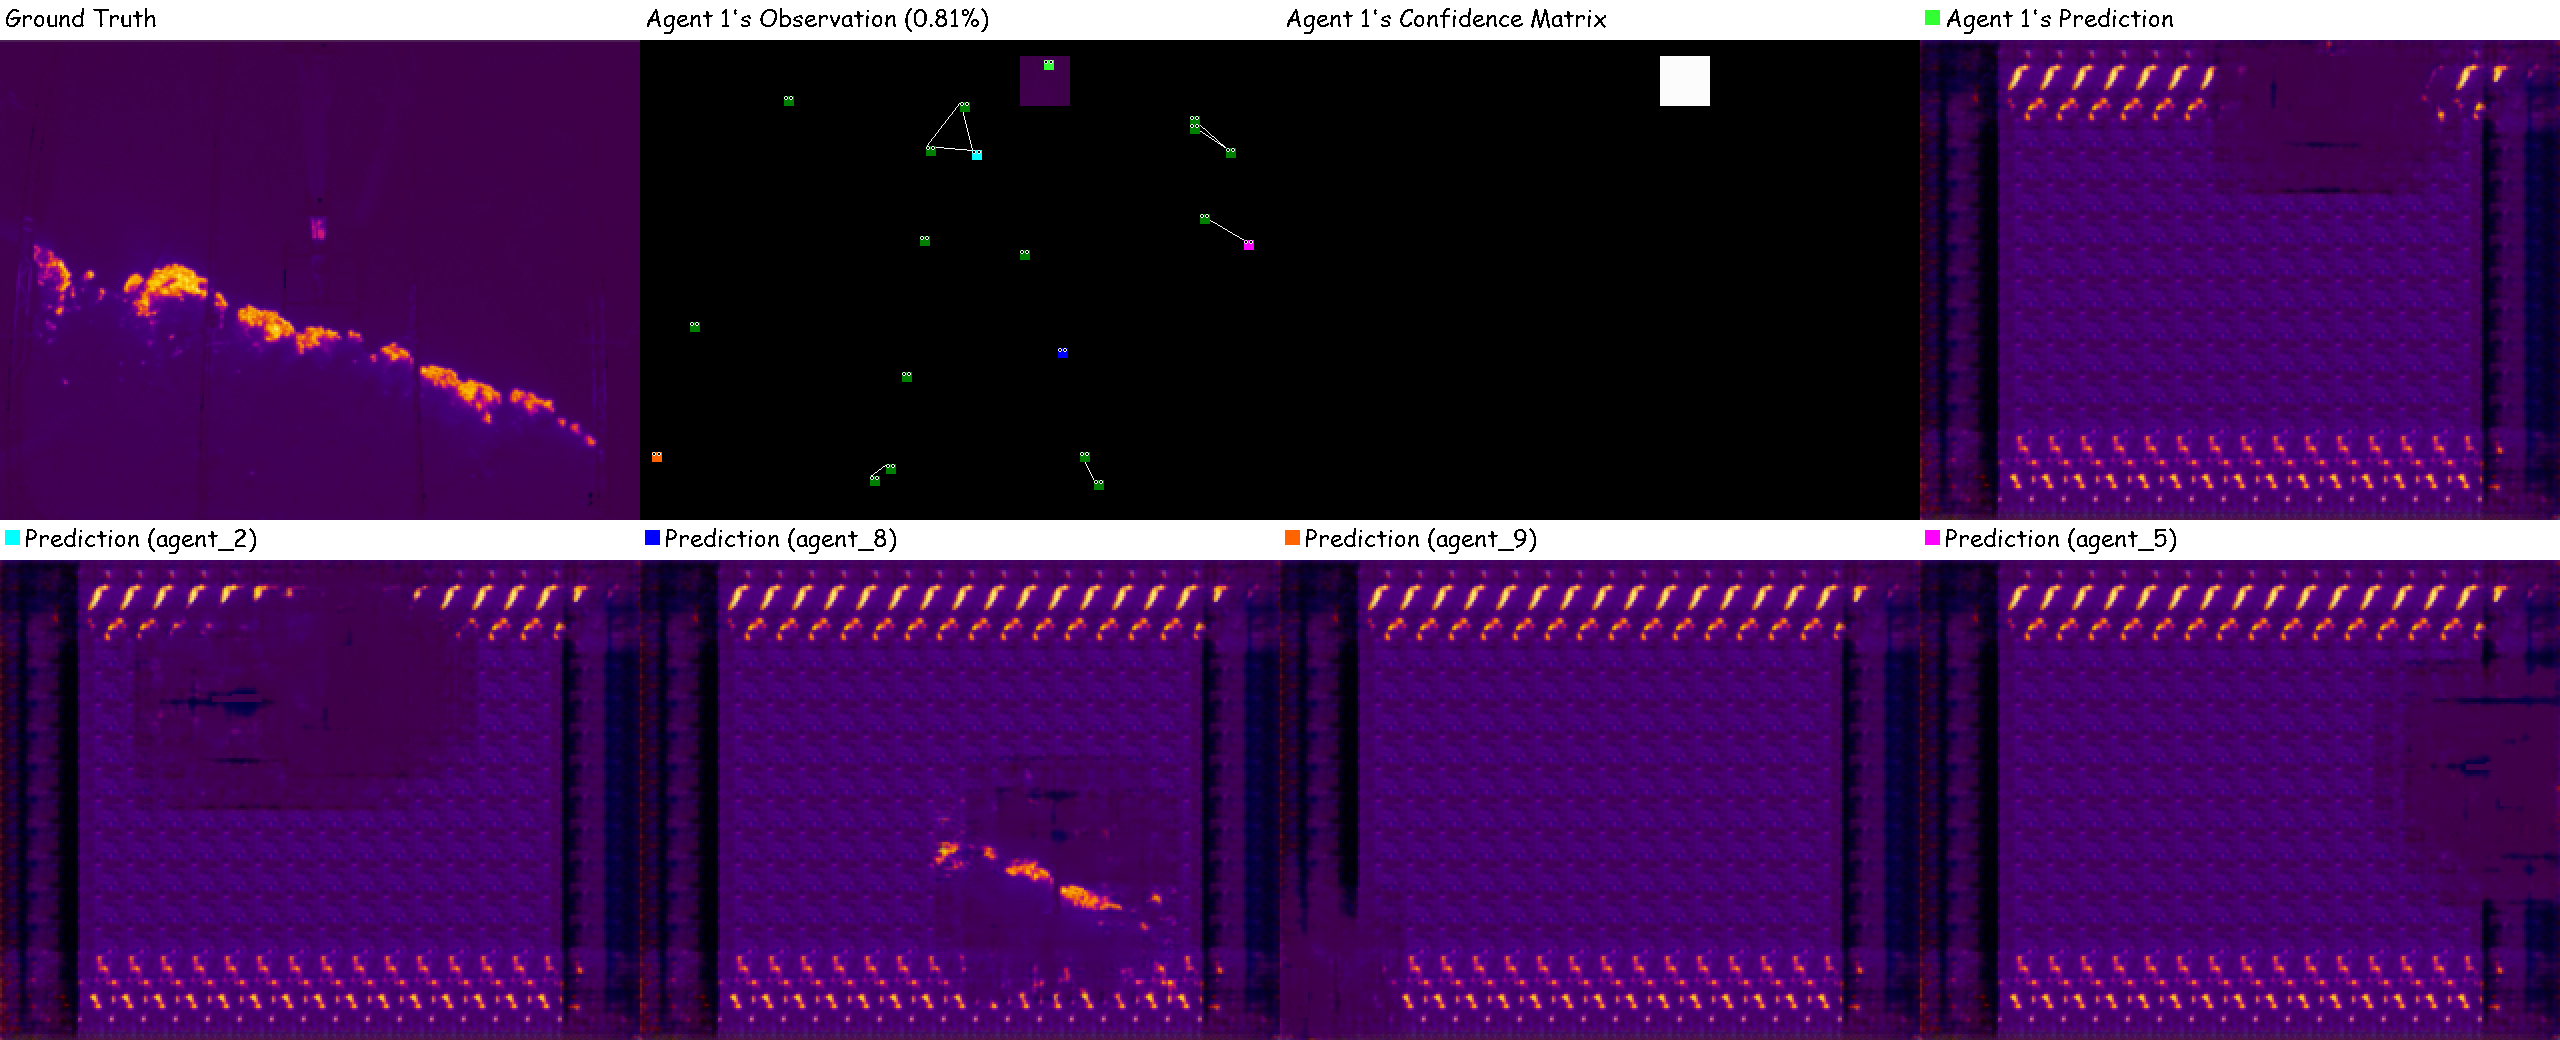 Ground Truth
Agent 1's Observation (0.81%)
Agent 1's Confidence Matrix
Agent 1's Prediction
Prediction (agent_2)
Prediction (agent_8)
Prediction (agent_9)
Prediction (agent_5)